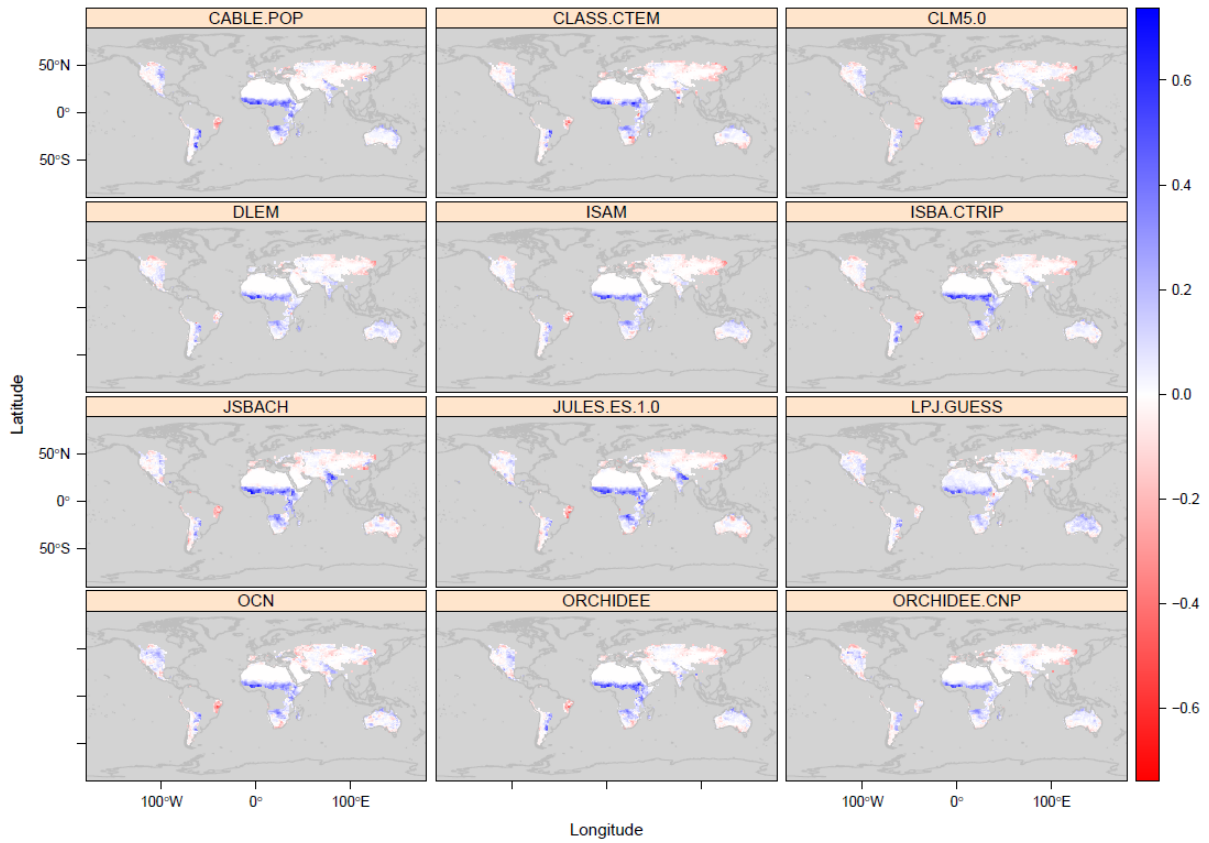 CABLE.POP CLASS.CTEM CLM5.0
50°N
0°
50°S
DLEM ISAM ISBA.CTRIP
JSBACH JULES.ES.1.0 LPJ.GUESS
50°N
0°
50°S
OCN ORCHIDEE ORCHIDEE.CNP
100°W 0° 100°E 100°W 0° 100°E
Longitude
Latitude
0.6
0.4
0.2
0.0
−0.2
−0.4
−0.6